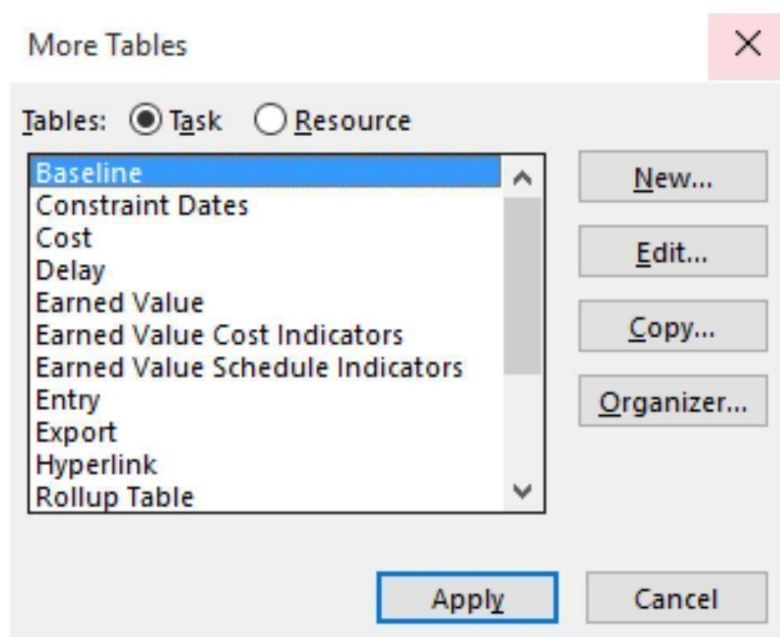 More Tables
Tables: Task Resource
Baseline
Constraint Dates
Cost
Delay
Earned Value
Earned Value Cost Indicators
Earned Value Schedule Indicators
Entry
Export
Hyperlink
Rollup Table
New...
Edit...
Copy...
Organizer...
Apply Cancel